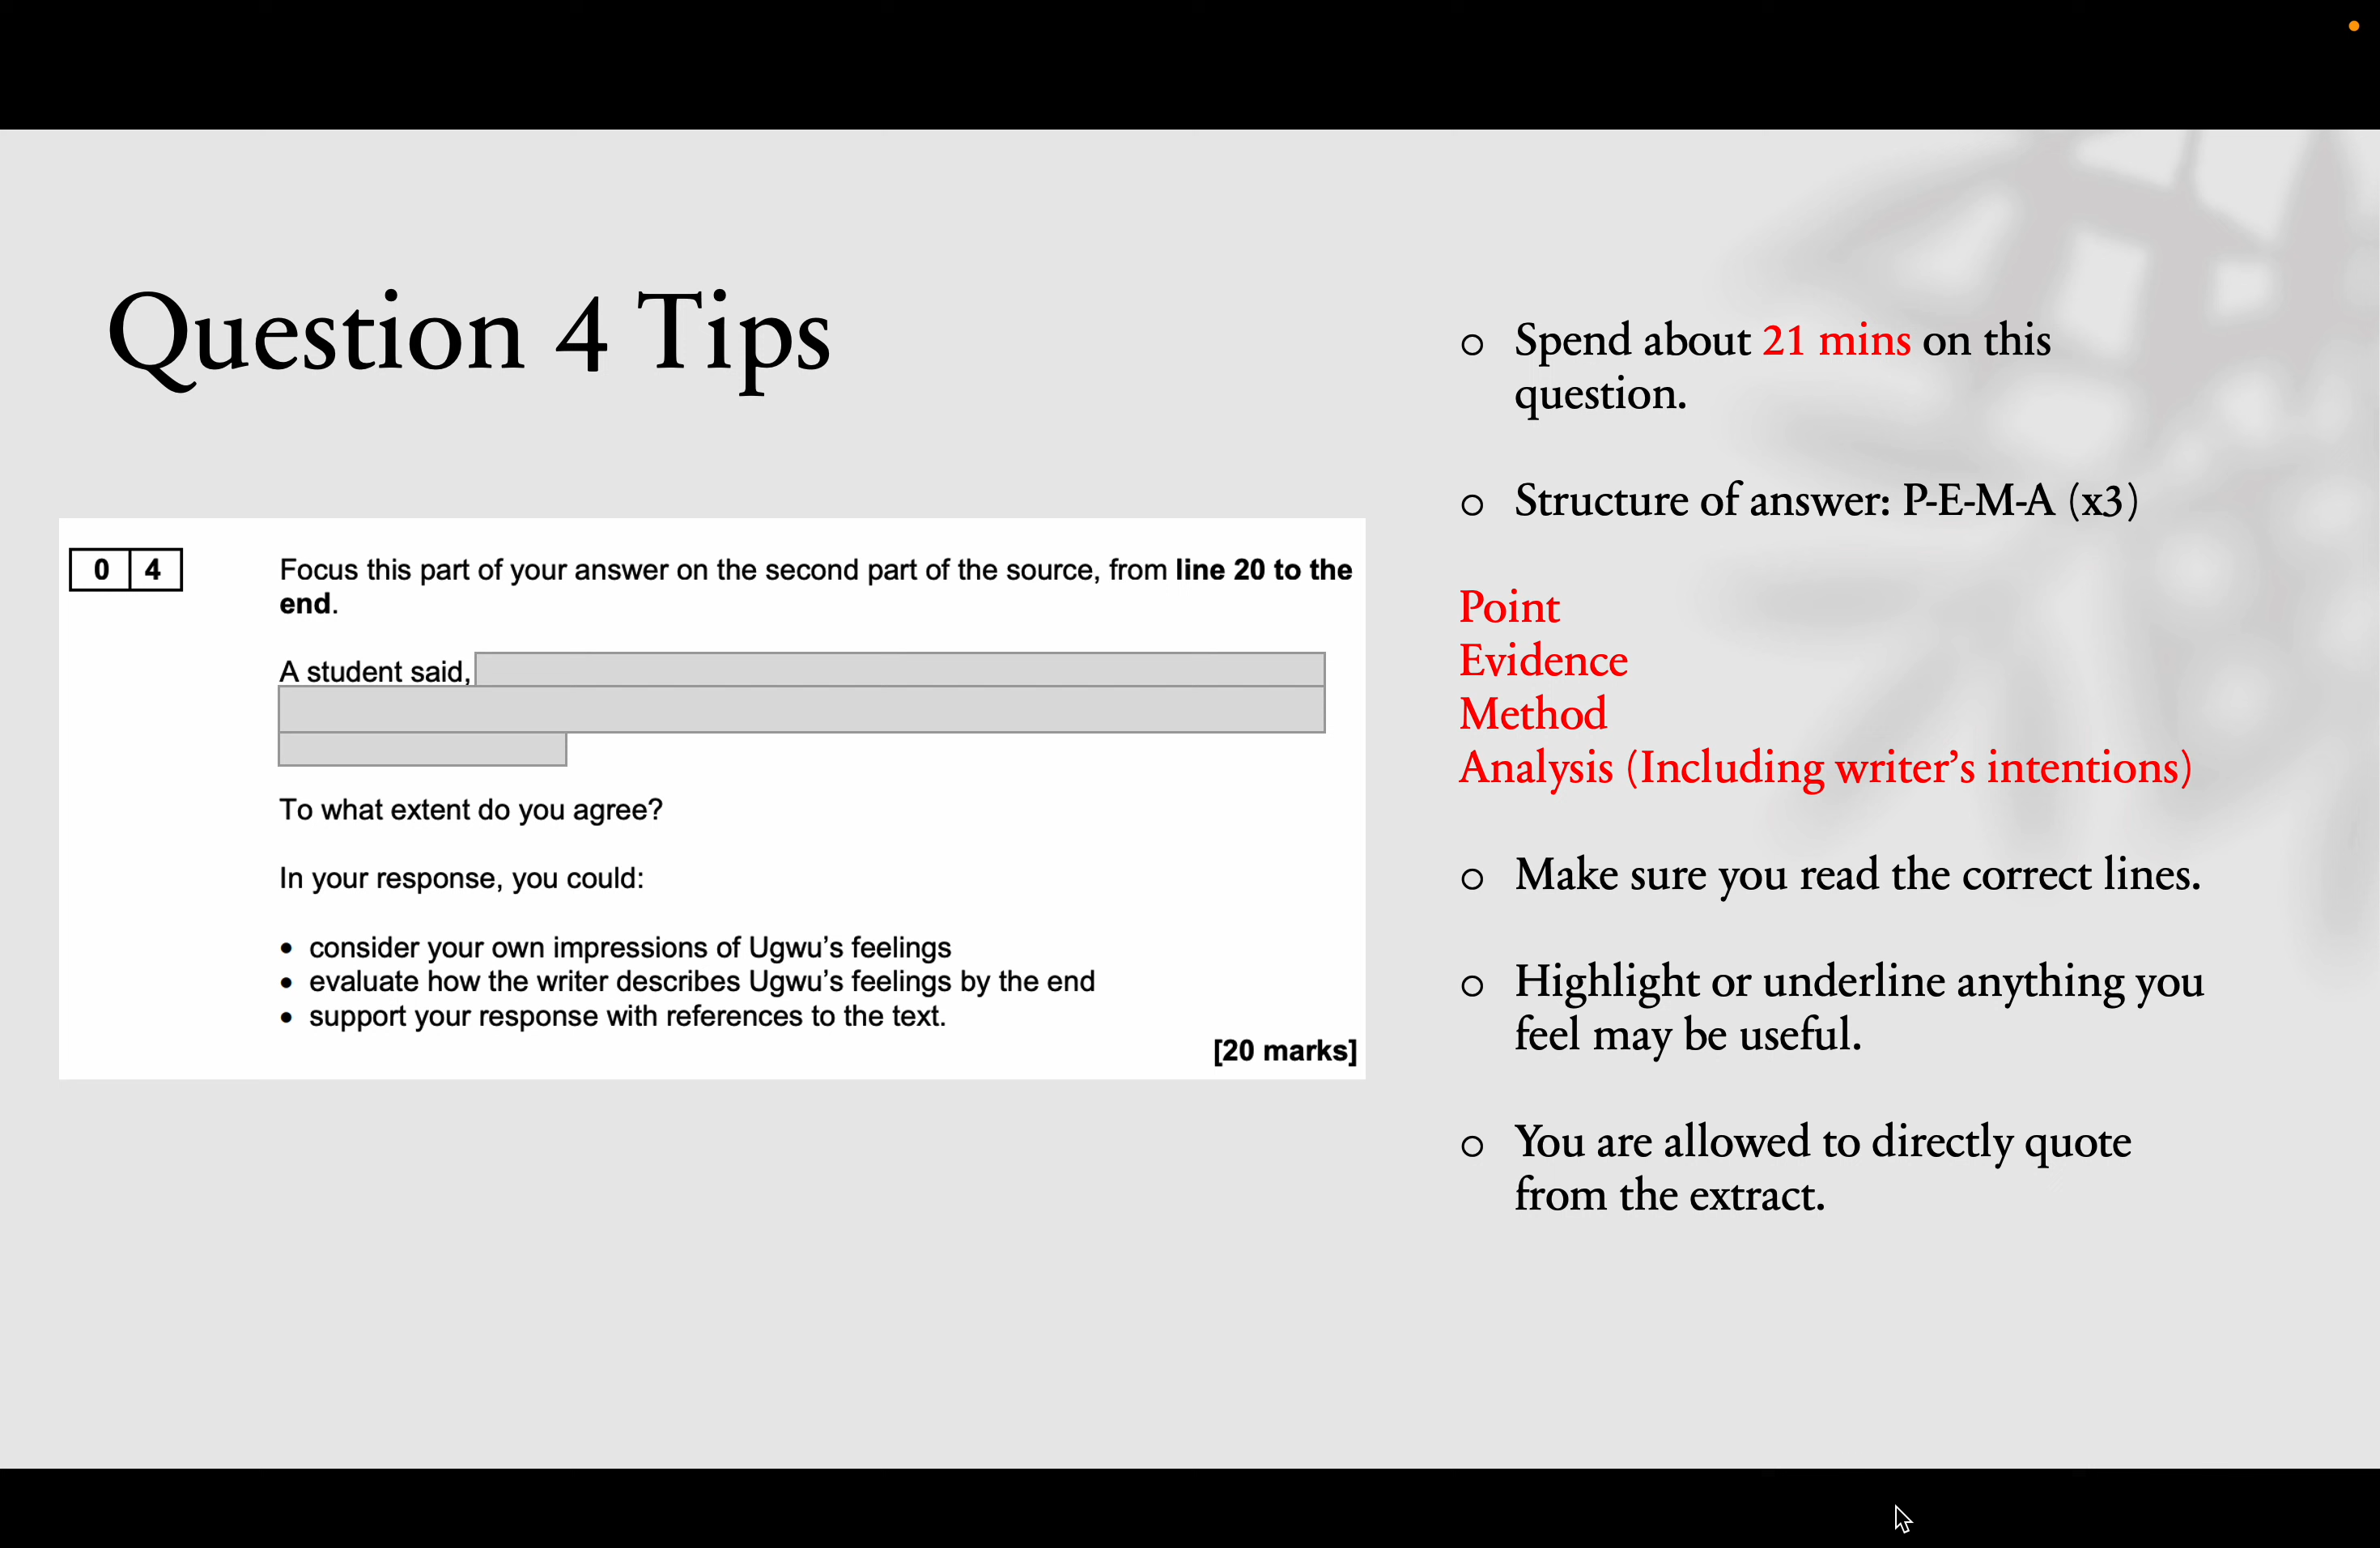 Question 4 Tips
0 4
Focus this part of your answer on the second part of the source, from line 20 to the
end.
A student said,
To what extent do you agree?
In your response, you could:
• consider your own impressions of Ugwu's feelings
• evaluate how the writer describes Ugwu's feelings by the end
• support your response with references to the text.
[20 marks]
○ Spend about 21 mins on this
question.
○ Structure of answer: P-E-M-A (x3)
Point
Evidence
Method
Analysis (Including writer’s intentions)
○ Make sure you read the correct lines.
○ Highlight or underline anything you
feel may be useful.
○ You are allowed to directly quote
from the extract.